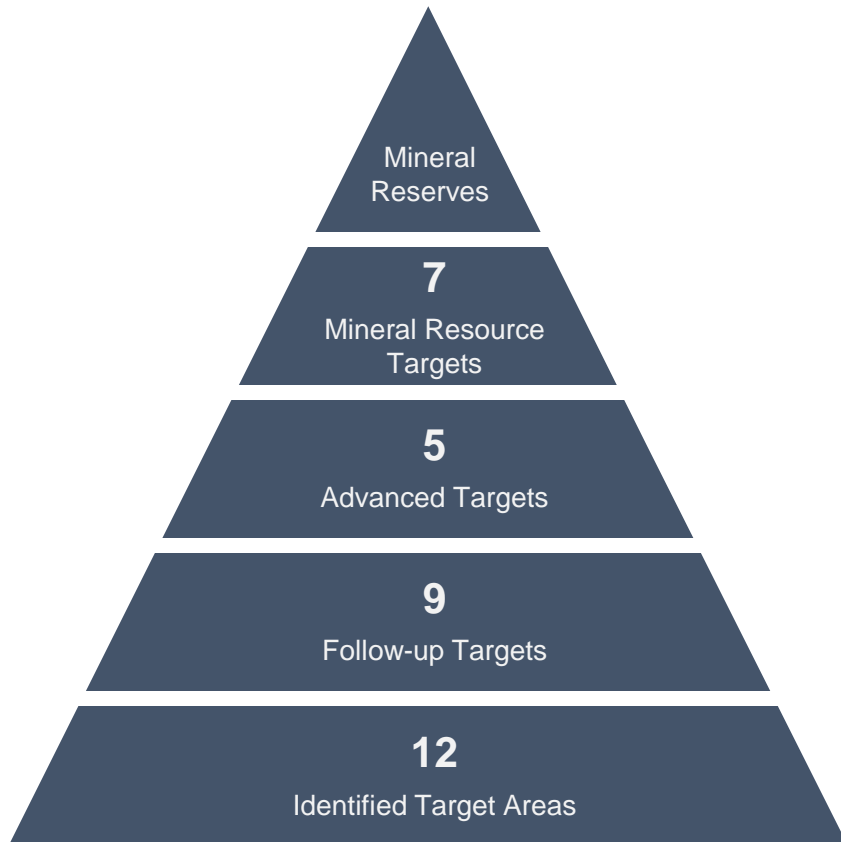 Mineral
Reserves
7
Mineral Resource
Targets
5
Advanced Targets
9
Follow-up Targets
12
Identified Target Areas